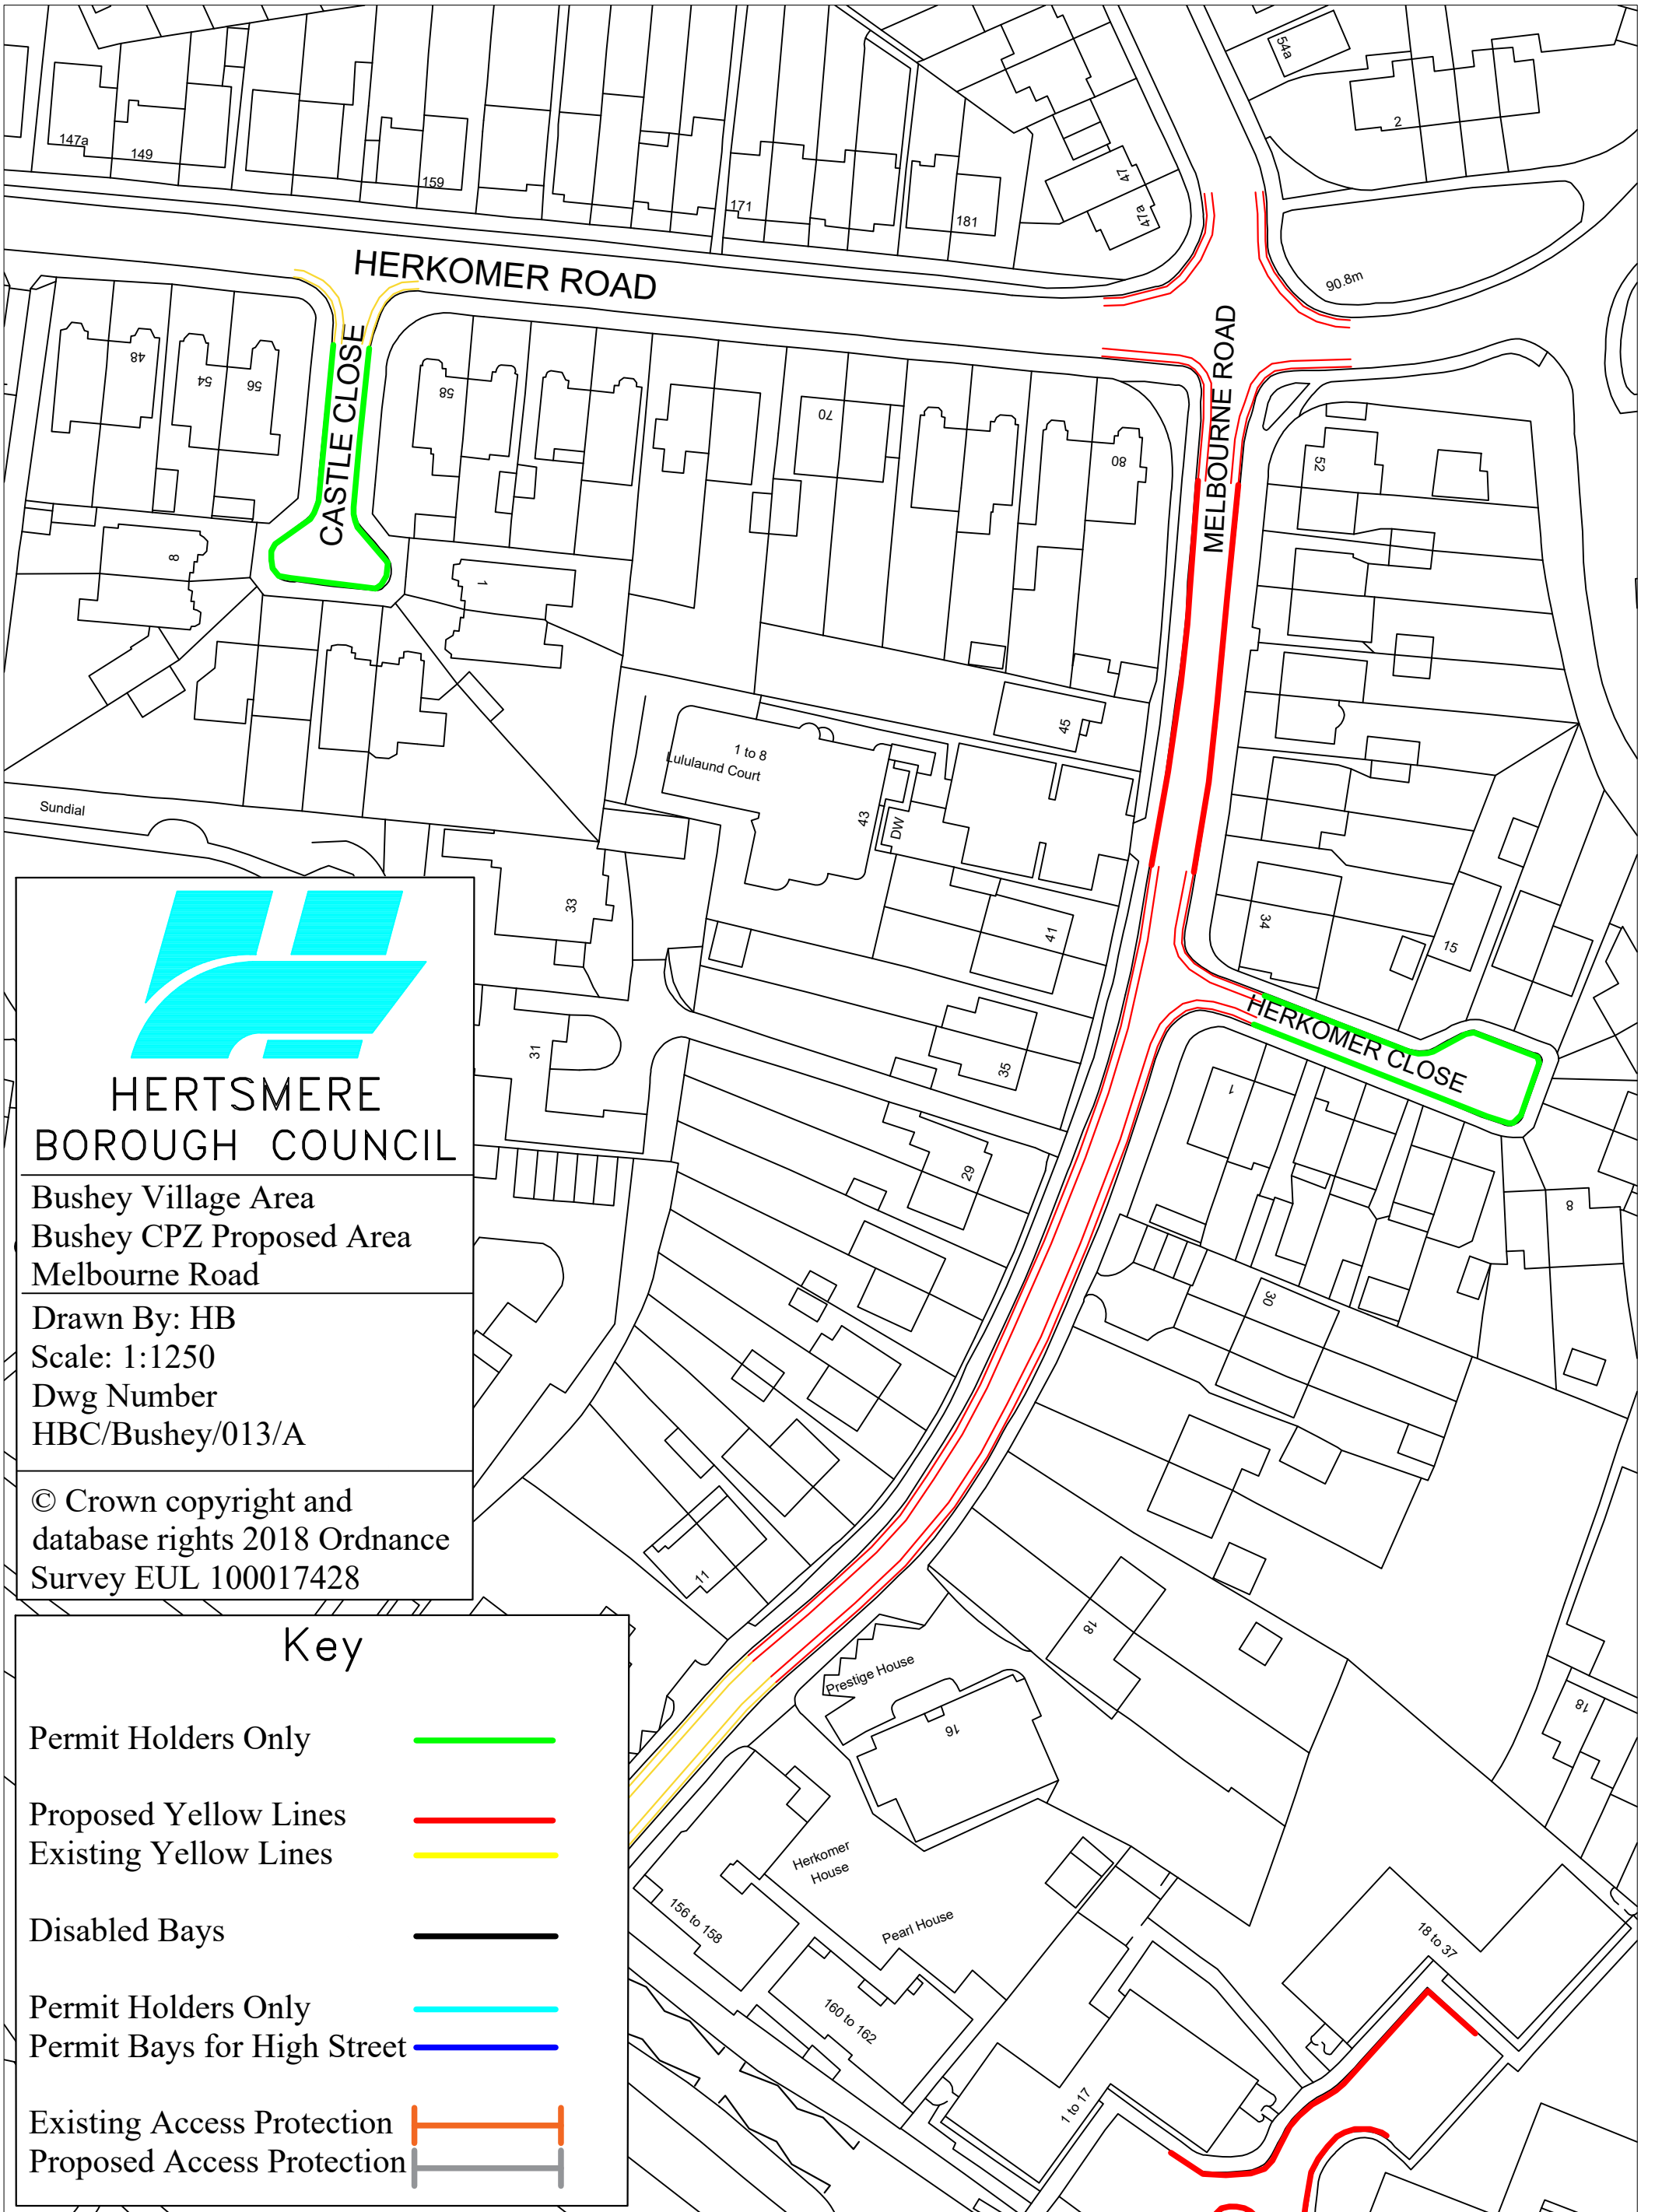 54a
2
147a
149
159
171
181
47
47a
90.8m
HERKOMER ROAD
MELBOURNE ROAD
CASTLE CLOSE
48
54
56
58
70
80
52
8
1
45
1 to 8
Lululaund Court
43
DW
Sundial
33
41
34
15
31
35
HERKOMER CLOSE
1
29
8
30
11
18
Prestige House
16
18
Herkomer
House
Pearl House
156 to 158
160 to 162
18 to 37
1 to 17
HERTSMERE
BOROUGH COUNCIL
Bushey Village Area
Bushey CPZ Proposed Area
Melbourne Road
Drawn By: HB
Scale: 1:1250
Dwg Number
HBC/Bushey/013/A
© Crown copyright and
database rights 2018 Ordnance
Survey EUL 100017428
Key
Permit Holders Only
Proposed Yellow Lines
Existing Yellow Lines
Disabled Bays
Permit Holders Only
Permit Bays for High Street
Existing Access Protection
Proposed Access Protection